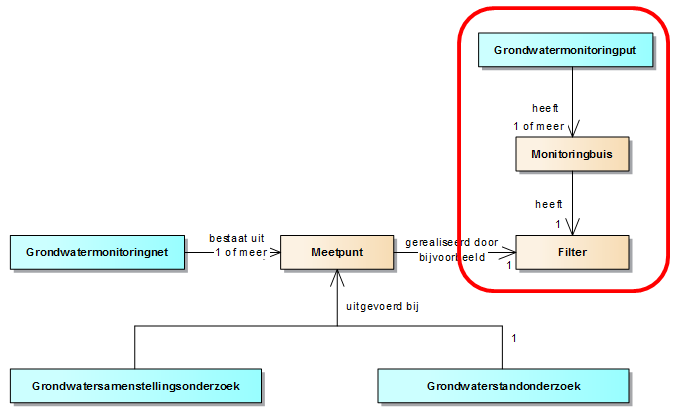 Grondwatermonitoringput
heeft
1 of meer
Monitoringbuis
heeft
1
Grondwatermonitoringnet
bestaat uit
1 of meer
Meetpunt
gerealiseerd door
bijvoorbeeld
1
Filter
uitgevoerd bij
1
Grondwatersamenstellingsonderzoek
Grondwaterstandonderzoek